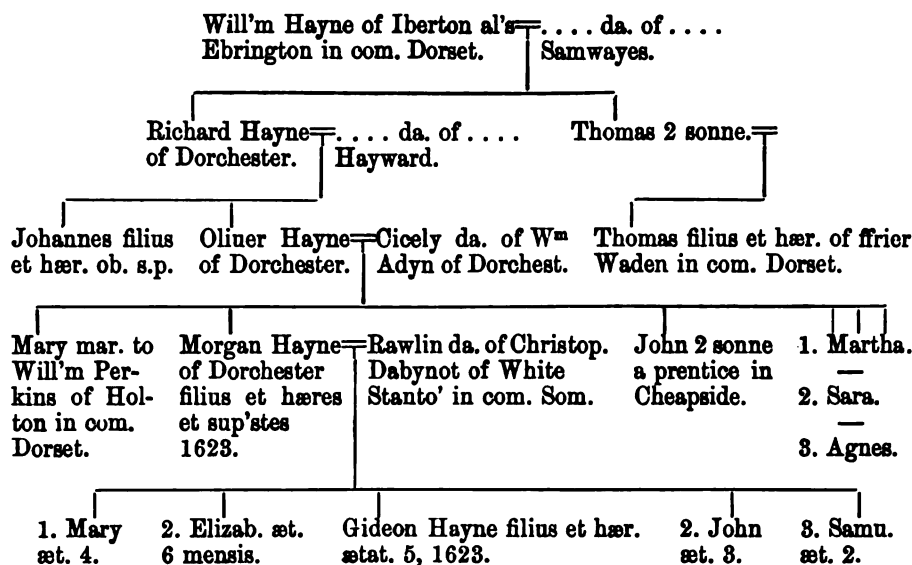 Will'm Hayne of Iberton al's=. . . . da. of . . . .
Ebrington in com. Dorset. Samwayes.
Richard Hayne=. . . . da. of . . . . Thomas 2 sonne.=
of Dorchester. Hayward.
Johannes filius
et hær. ob. s.p.
Oliuer Hayne=Cicely da. of Wᵐ
of Dorchester. Adyn of Dorchest.
Thomas filius et hær. of ffrier
Waden in com. Dorset.
Mary mar. to
Will'm Per-
kins of Hol-
ton in com.
Dorset.
Morgan Hayne=Rawlin da. of Christop.
of Dorchester Dabynot of White
filius et hæres Stanto' in com. Som.
et sup'stes
1623.
John 2 sonne
a prentice in
Cheapside.
1. Martha.
—
2. Sara.
—
3. Agnes.
1. Mary
æt. 4.
2. Elizab. æt.
6 mensis.
Gideon Hayne filius et hær.
ætat. 5, 1623.
2. John
æt. 3.
3. Samu.
æt. 2.